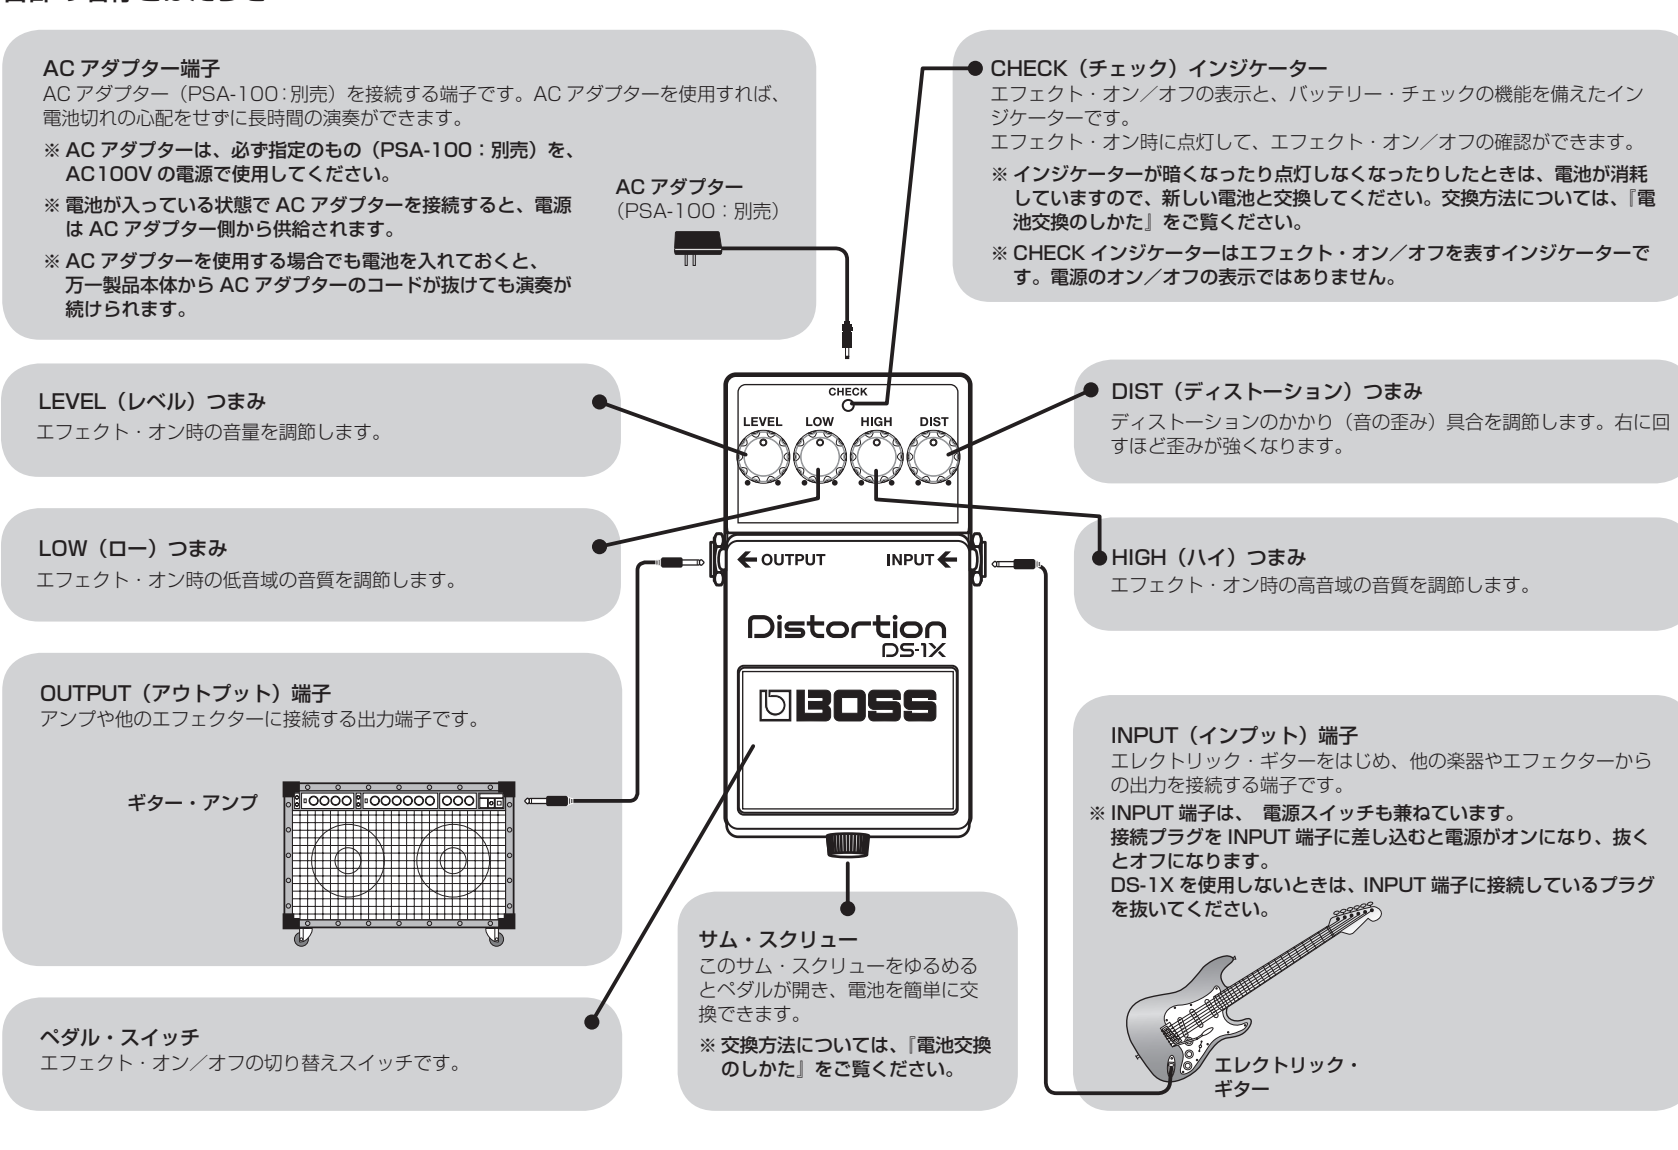 AC アダプター端子
AC アダプター（PSA-100：別売）を接続する端子です。AC アダプターを使用すれば、
電池切れの心配をせずに長時間の演奏ができます。
※ AC アダプターは、必ず指定のもの（PSA-100：別売）を、
AC100V の電源で使用してください。
※ 電池が入っている状態で AC アダプターを接続すると、電源
は AC アダプター側から供給されます。
※ AC アダプターを使用する場合でも電池を入れておくと、
万一製品本体から AC アダプターのコードが抜けても演奏が
続けられます。
AC アダプター
（PSA-100：別売）
CHECK（チェック）インジケーター
エフェクト・オン／オフの表示と、バッテリー・チェックの機能を備えたイン
ジケーターです。
エフェクト・オン時に点灯して、エフェクト・オン／オフの確認ができます。
※ インジケーターが暗くなったり点灯しなくなったりしたときは、電池が消耗
していますので、新しい電池と交換してください。交換方法については、『電
池交換のしかた』をご覧ください。
※ CHECK インジケーターはエフェクト・オン／オフを表すインジケーターで
す。電源のオン／オフの表示ではありません。
LEVEL（レベル）つまみ
エフェクト・オン時の音量を調節します。
CHECK
LEVEL LOW HIGH DIST
DIST（ディストーション）つまみ
ディストーションのかかり（音の歪み）具合を調節します。右に回
すほど歪みが強くなります。
LOW（ロー）つまみ
エフェクト・オン時の低音域の音質を調節します。
OUTPUT INPUT
HIGH（ハイ）つまみ
エフェクト・オン時の高音域の音質を調節します。
Distortion
DS-1X
BOSS
OUTPUT（アウトプット）端子
アンプや他のエフェクターに接続する出力端子です。
ギター・アンプ
INPUT（インプット）端子
エレクトリック・ギターをはじめ、他の楽器やエフェクターから
の出力を接続する端子です。
※ INPUT 端子は、 電源スイッチも兼ねています。
接続プラグを INPUT 端子に差し込むと電源がオンになり、抜く
とオフになります。
DS-1X を使用しないときは、INPUT 端子に接続しているプラグ
を抜いてください。
エレクトリック・
ギター
サム・スクリュー
このサム・スクリューをゆるめる
とペダルが開き、電池を簡単に交
換できます。
※ 交換方法については、『電池交換
のしかた』をご覧ください。
ペダル・スイッチ
エフェクト・オン／オフの切り替えスイッチです。